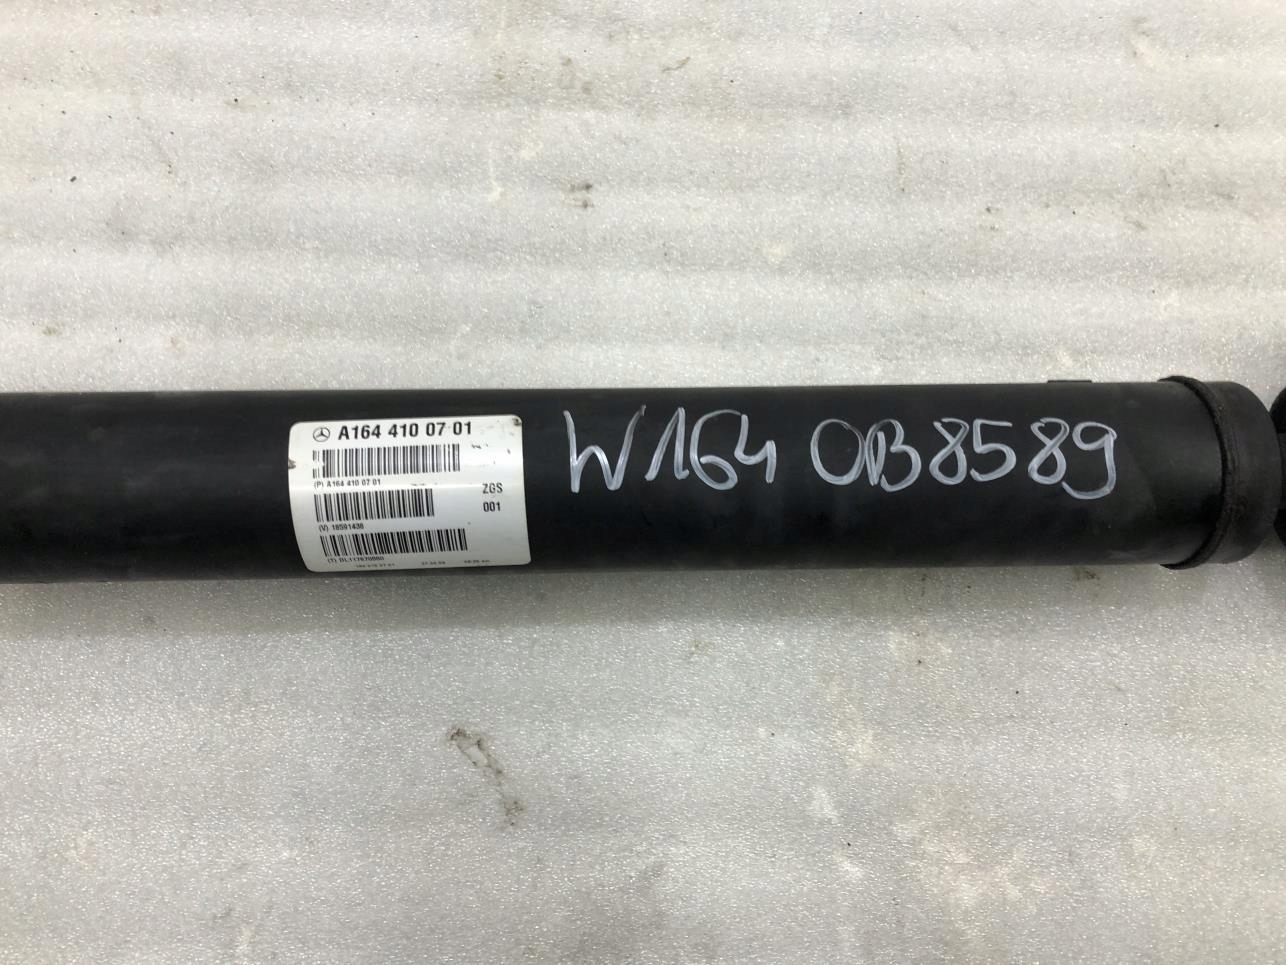 A164 410 07 01
(P) A164 410 07 01
ZGS
001
(V) 18591438
W164 OB8589